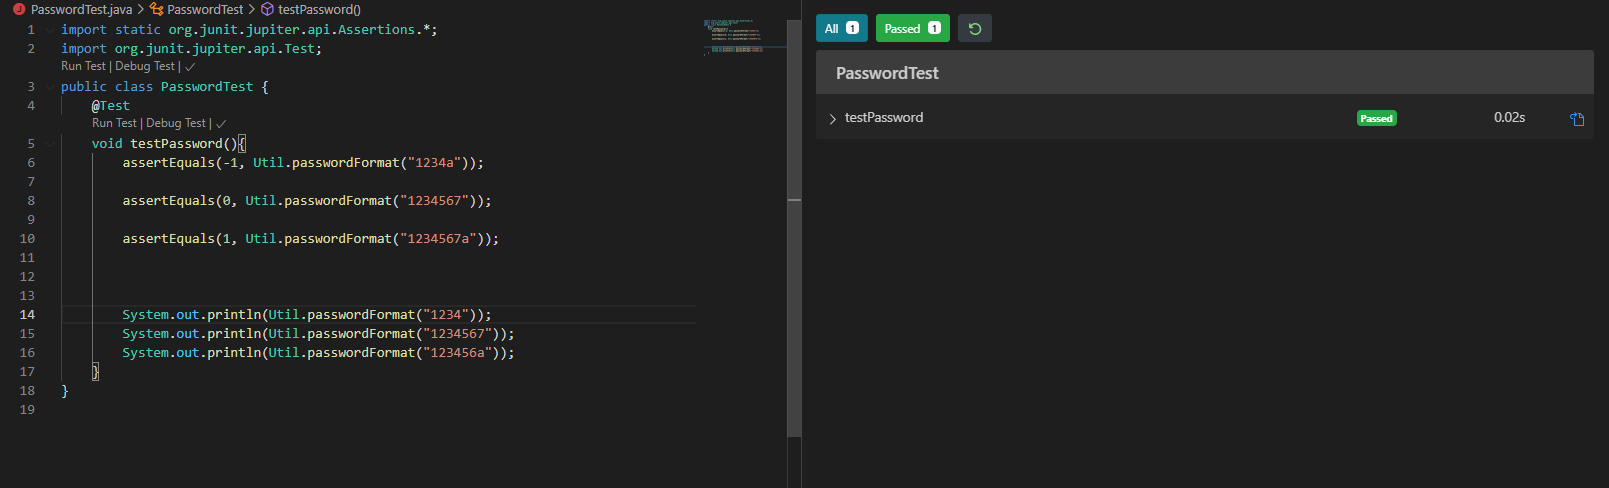 PasswordTest.java > PasswordTest > testPassword()
1 import static org.junit.jupiter.api.Assertions.*;
2 import org.junit.jupiter.api.Test;
Run Test | Debug Test | ✓
3 public class PasswordTest {
4 @Test
Run Test | Debug Test | ✓
5 void testPassword(){
6 assertEquals(-1, Util.passwordFormat("1234a"));
7
8 assertEquals(0, Util.passwordFormat("1234567"));
9
10 assertEquals(1, Util.passwordFormat("1234567a"));
11
12
13
14 System.out.println(Util.passwordFormat("1234"));
15 System.out.println(Util.passwordFormat("1234567"));
16 System.out.println(Util.passwordFormat("123456a"));
17 }
18 }
19
All 1 Passed 1
PasswordTest
testPassword Passed 0.02s